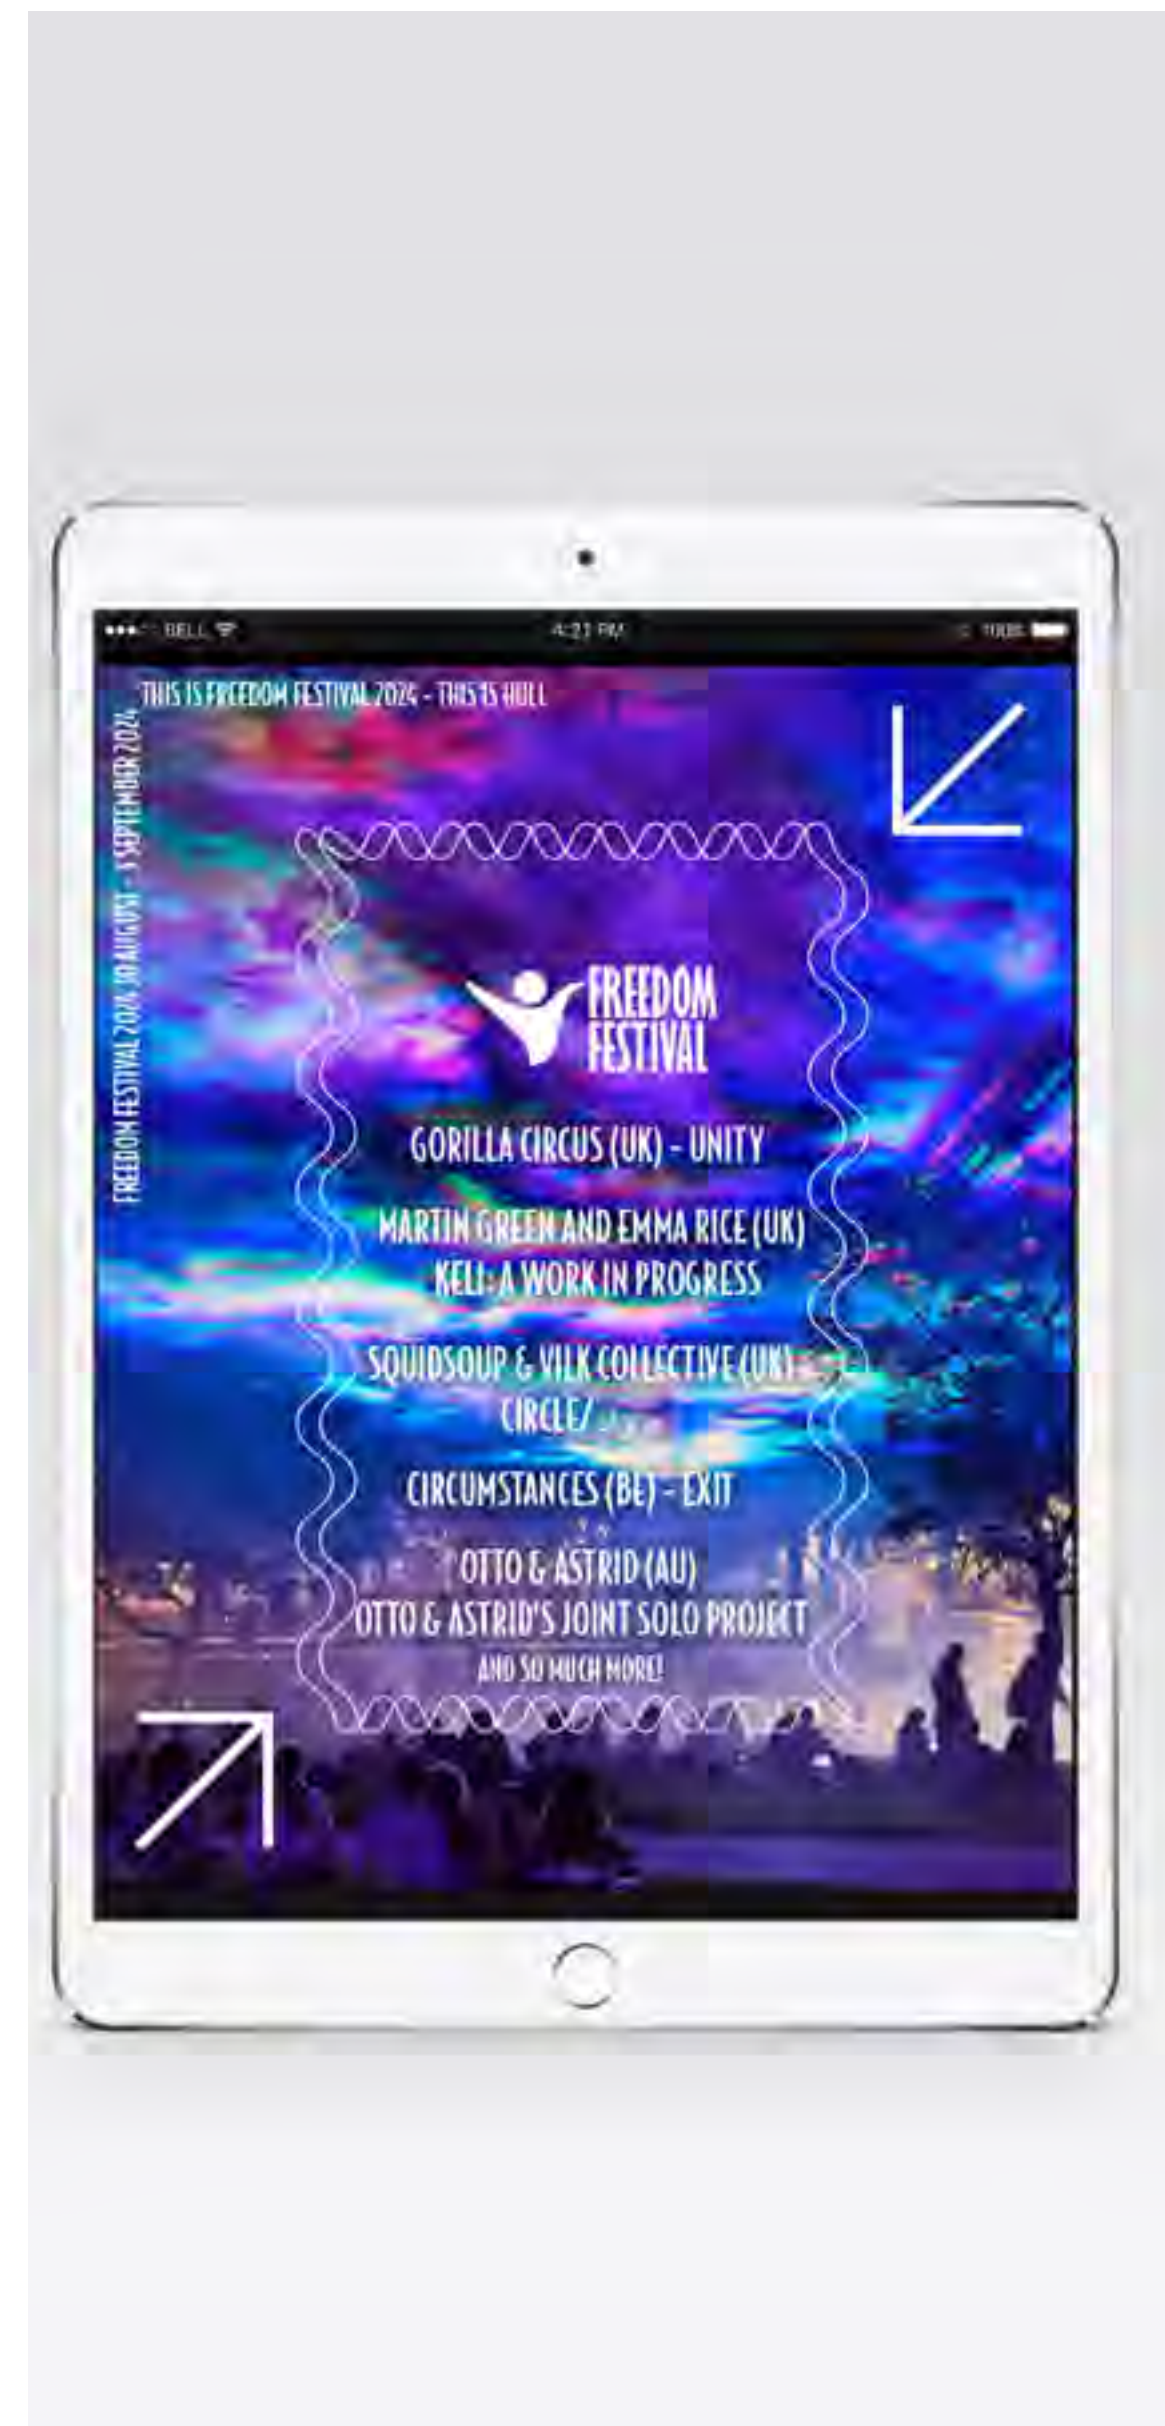 BELL
4:21 PM
100%
THIS IS FREEDOM FESTIVAL 2024 - THIS IS HULL
FREEDOM FESTIVAL 2024 30 AUGUST - 1 SEPTEMBER 2024
FREEDOM
FESTIVAL
GORILLA CIRCUS (UK) - UNITY
MARTIN GREEN AND EMMA RICE (UK)
KELI: A WORK IN PROGRESS
SQUIDSOUP & VILK COLLECTIVE (UK) -
CIRCLE/...
CIRCUMSTANCES (BE) - EXIT
OTTO & ASTRID (AU)
OTTO & ASTRID'S JOINT SOLO PROJECT
AND SO MUCH MORE!